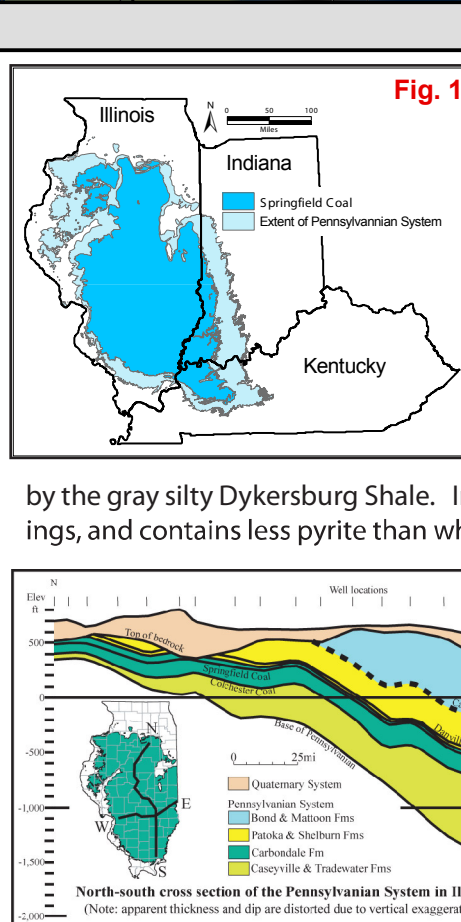 Fig. 1
Illinois
N
0 50 100
Miles
Indiana
Springfield Coal
Extent of Pennsylvannian System
Kentucky
by the gray silty Dykersburg Shale. I
ings, and contains less pyrite than wh
N
Well locations
Elev
ft
Top of bedrock
500
Springfield Coal
Colchester Coal
0
Base of Pennsylvanian
Danvill
N
0 25mi
-500
Quaternary System
Pennsylvanian System
E
-1,000
Bond & Mattoon Fms
W
Patoka & Shelburn Fms
Carbondale Fm
-1,500
Caseyville & Tradewater Fms
S
North-south cross section of the Pennsylvanian System in Il
(Note: apparent thickness and dip are distorted due to vertical exaggerat
-2,000